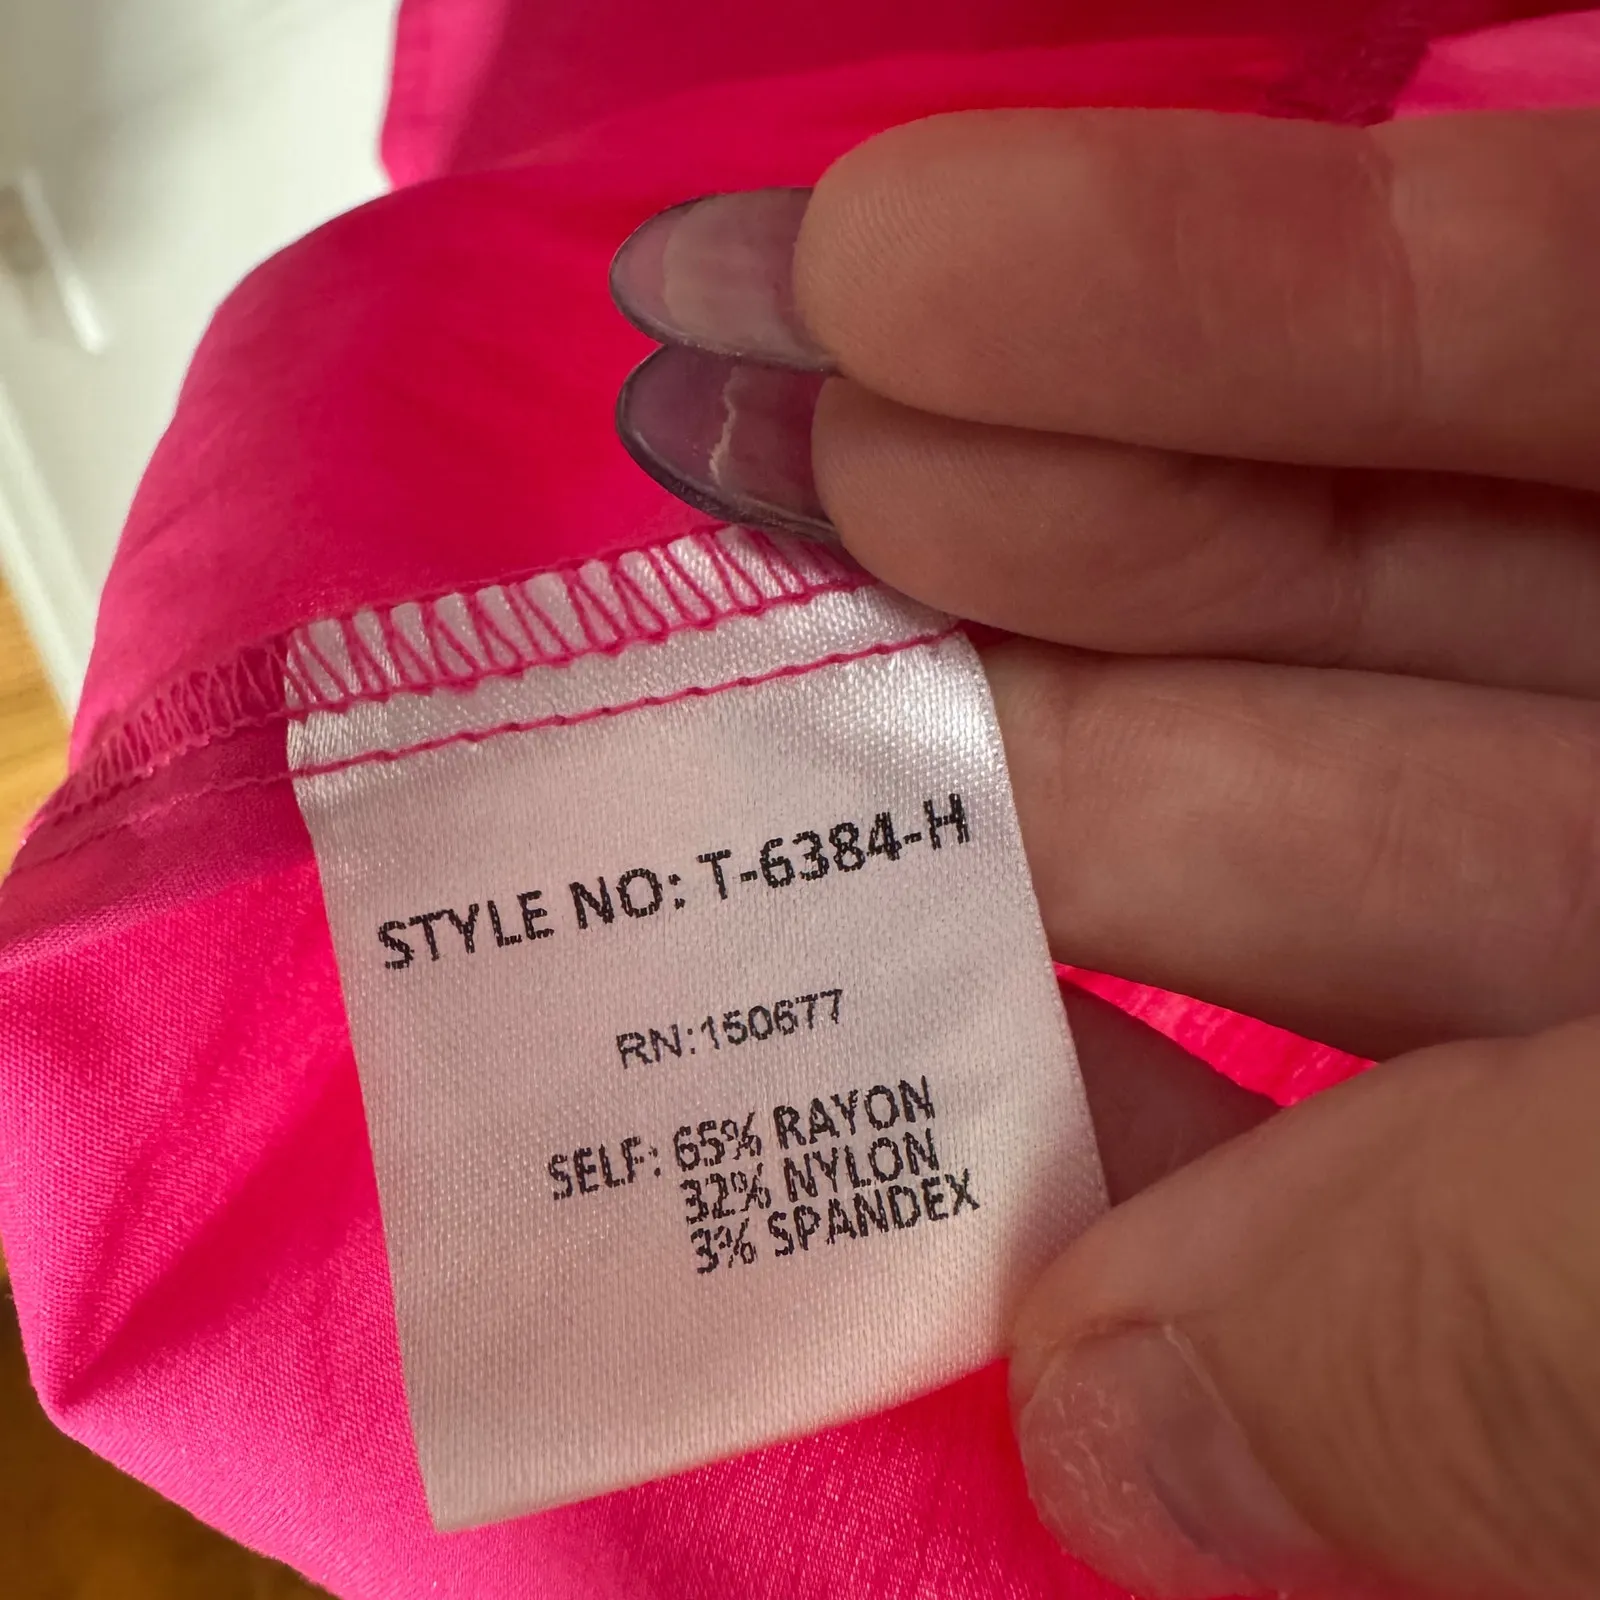 STYLE NO: T-6384-H
RN:150677
SELF: 65% RAYON
32% NYLON
3% SPANDEX